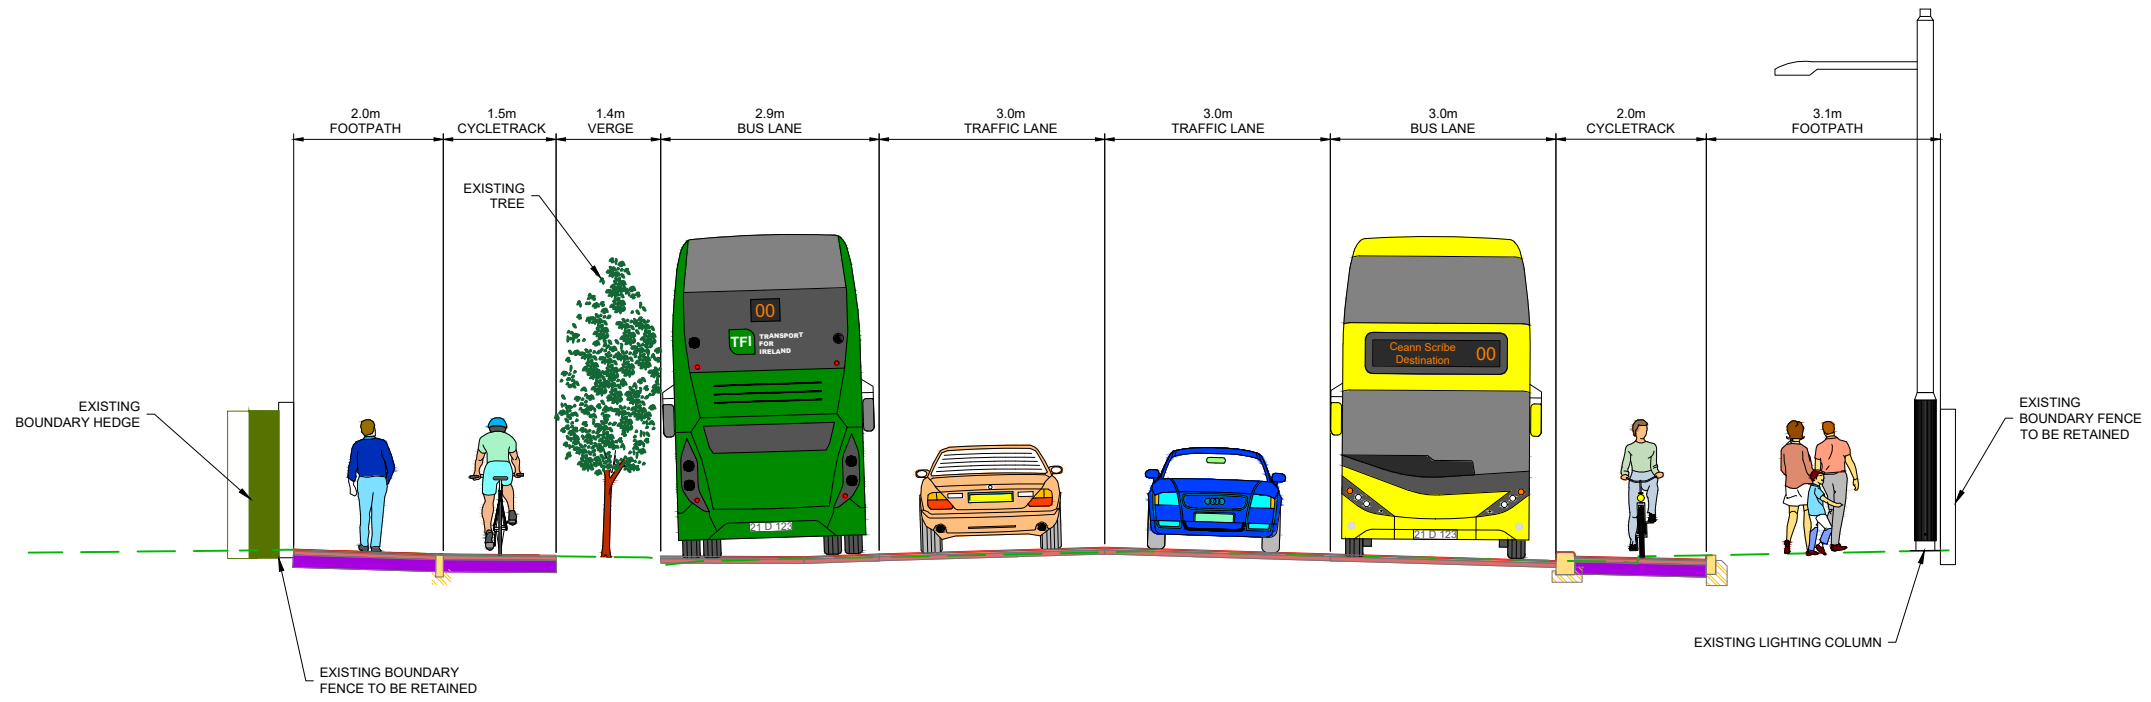 2.0m
FOOTPATH
1.5m
CYCLETRACK
1.4m
VERGE
2.9m
BUS LANE
3.0m
TRAFFIC LANE
3.0m
TRAFFIC LANE
3.0m
BUS LANE
2.0m
CYCLETRACK
3.1m
FOOTPATH
EXISTING
TREE
00
TFI
TRANSPORT
FOR
IRELAND
21 D 123
Ceann Scríbe
Destination
00
21 D 123
EXISTING
BOUNDARY HEDGE
EXISTING
BOUNDARY FENCE
TO BE RETAINED
EXISTING LIGHTING COLUMN
EXISTING BOUNDARY
FENCE TO BE RETAINED